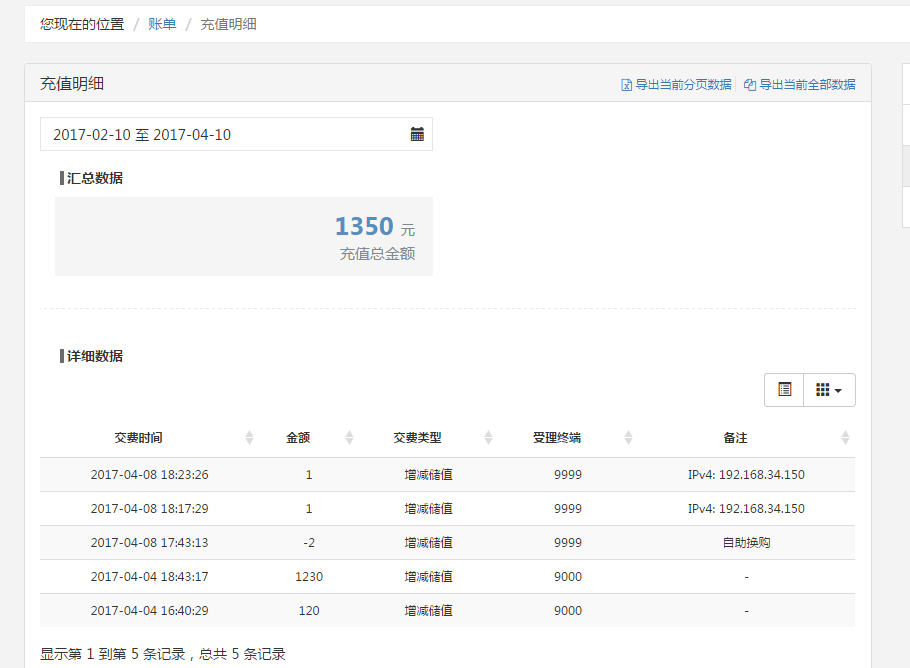 您现在的位置 / 账单 / 充值明细
充值明细 导出当前分页数据 导出当前全部数据
2017-02-10 至 2017-04-10
汇总数据
1350 元
充值总金额
详细数据
交费时间 金额 交费类型 受理终端 备注
2017-04-08 18:23:26 1 增减储值 9999 IPv4: 192.168.34.150
2017-04-08 18:17:29 1 增减储值 9999 IPv4: 192.168.34.150
2017-04-08 17:43:13 -2 增减储值 9999 自助换购
2017-04-04 18:43:17 1230 增减储值 9000 -
2017-04-04 16:40:29 120 增减储值 9000 -
显示第 1 到第 5 条记录，总共 5 条记录